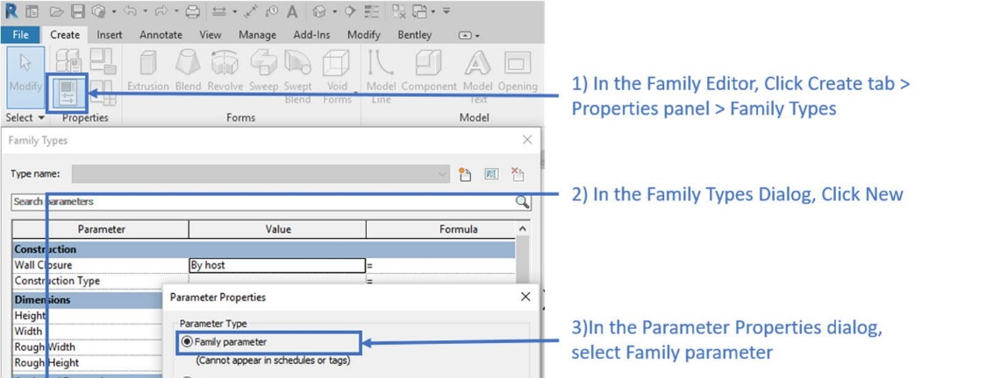 R
File Create Insert Annotate View Manage Add-Ins Modify Bentley
Modify
Extrusion Blend Revolve Sweep Swept Blend Void Forms Model Line Component Model Text Opening
Select Properties Forms Model
1) In the Family Editor, Click Create tab >
Properties panel > Family Types
Family Types
Type name:
2) In the Family Types Dialog, Click New
Search parameters
Parameter Value Formula
Construction
Wall Closure By host =
Construction Type =
Dimensions
Height
Width
Rough Width
Rough Height
Parameter Properties
Parameter Type
Family parameter
(Cannot appear in schedules or tags)
3)In the Parameter Properties dialog,
select Family parameter